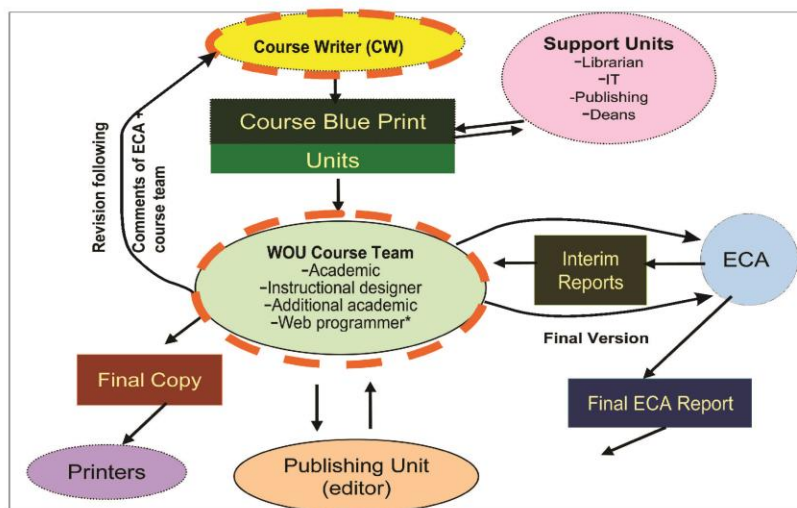 Course Writer (CW)
Support Units
-Librarian
-IT
-Publishing
-Deans
Course Blue Print
Units
Revision following
Comments of ECA +
course team
WOU Course Team
-Academic
-Instructional designer
-Additional academic
-Web programmer*
Interim
Reports
ECA
Final Version
Final Copy
Final ECA Report
Printers
Publishing Unit
(editor)